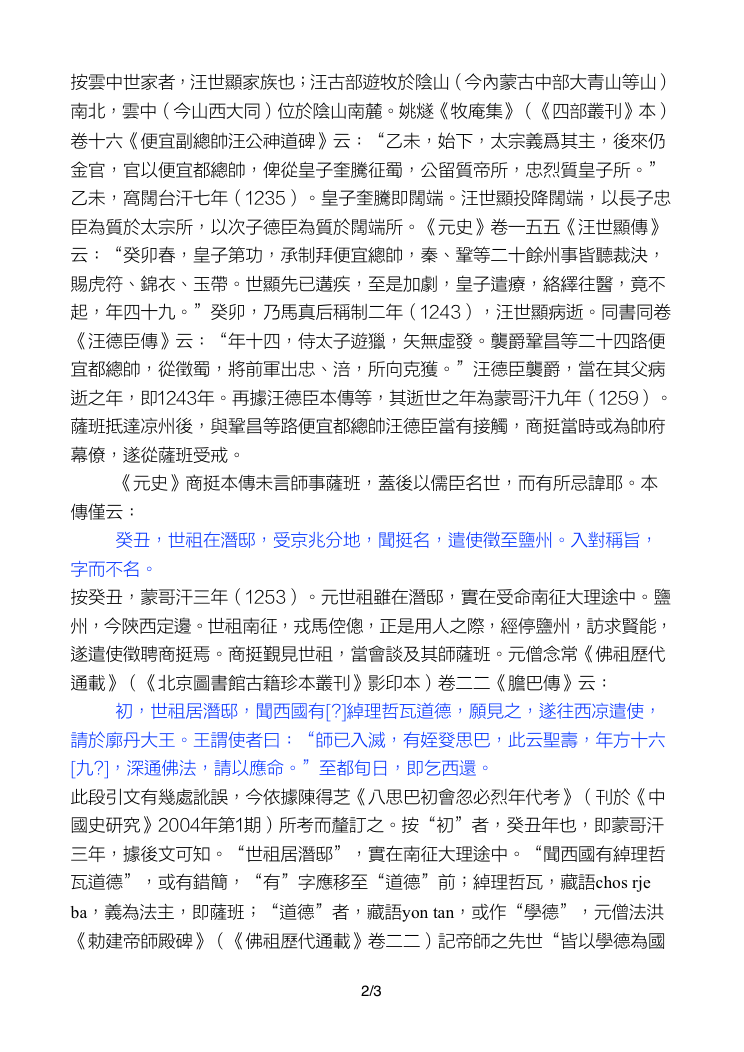 按雲中世家者，汪世顯家族也；汪古部遊牧於陰山（今內蒙古中部大青山等山）
南北，雲中（今山西大同）位於陰山南麓。姚燧《牧庵集》（《四部叢刊》本）
卷十六《便宜副總帥汪公神道碑》云：“乙未，始下，太宗義爲其主，後來仍
金官，官以便宜都總帥，俾從皇子奎騰征蜀，公留質帝所，忠烈質皇子所。”
乙未，窩闊台汗七年（1235）。皇子奎騰即闊端。汪世顯投降闊端，以長子忠
臣為質於太宗所，以次子德臣為質於闊端所。《元史》卷一五五《汪世顯傳》
云：“癸卯春，皇子第功，承制拜便宜總帥，秦、鞏等二十餘州事皆聽裁決，
賜虎符、錦衣、玉帶。世顯先已遘疾，至是加劇，皇子遣療，絡繹往醫，竟不
起，年四十九。”癸卯，乃馬真后稱制二年（1243），汪世顯病逝。同書同卷
《汪德臣傳》云：“年十四，侍太子遊獵，矢無虛發。襲爵鞏昌等二十四路便
宜都總帥，從徵蜀，將前軍出忠、涪，所向克獲。”汪德臣襲爵，當在其父病
逝之年，即1243年。再據汪德臣本傳等，其逝世之年為蒙哥汗九年（1259）。
薩班抵達凉州後，與鞏昌等路便宜都總帥汪德臣當有接觸，商挺當時或為帥府
幕僚，遂從薩班受戒。
《元史》商挺本傳未言師事薩班，蓋後以儒臣名世，而有所忌諱耶。本
傳僅云：
癸丑，世祖在潛邸，受京兆分地，聞挺名，遣使徵至鹽州。入對稱旨，
字而不名。
按癸丑，蒙哥汗三年（1253）。元世祖雖在潛邸，實在受命南征大理途中。鹽
州，今陝西定邊。世祖南征，戎馬倥傯，正是用人之際，經停鹽州，訪求賢能，
遂遣使徵聘商挺焉。商挺覲見世祖，當會談及其師薩班。元僧念常《佛祖歷代
通載》（《北京圖書館古籍珍本叢刊》影印本）卷二二《膽巴傳》云：
初，世祖居潛邸，聞西國有[?]綽理哲瓦道德，願見之，遂往西凉遣使，
請於廓丹大王。王謂使者曰：“師已入滅，有姪發思巴，此云聖壽，年方十六
[九?]，深通佛法，請以應命。”至都旬日，即乞西還。
此段引文有幾處訛誤，今依據陳得芝《八思巴初會忽必烈年代考》（刊於《中
國史研究》2004年第1期）所考而釐訂之。按“初”者，癸丑年也，即蒙哥汗
三年，據後文可知。“世祖居潛邸”，實在南征大理途中。“聞西國有綽理哲
瓦道德”，或有錯簡，“有”字應移至“道德”前；綽理哲瓦，藏語chos rje
ba，義為法主，即薩班；“道德”者，藏語yon tan，或作“學德”，元僧法洪
《勅建帝師殿碑》（《佛祖歷代通載》卷二二）記帝師之先世“皆以學德為國
2/3